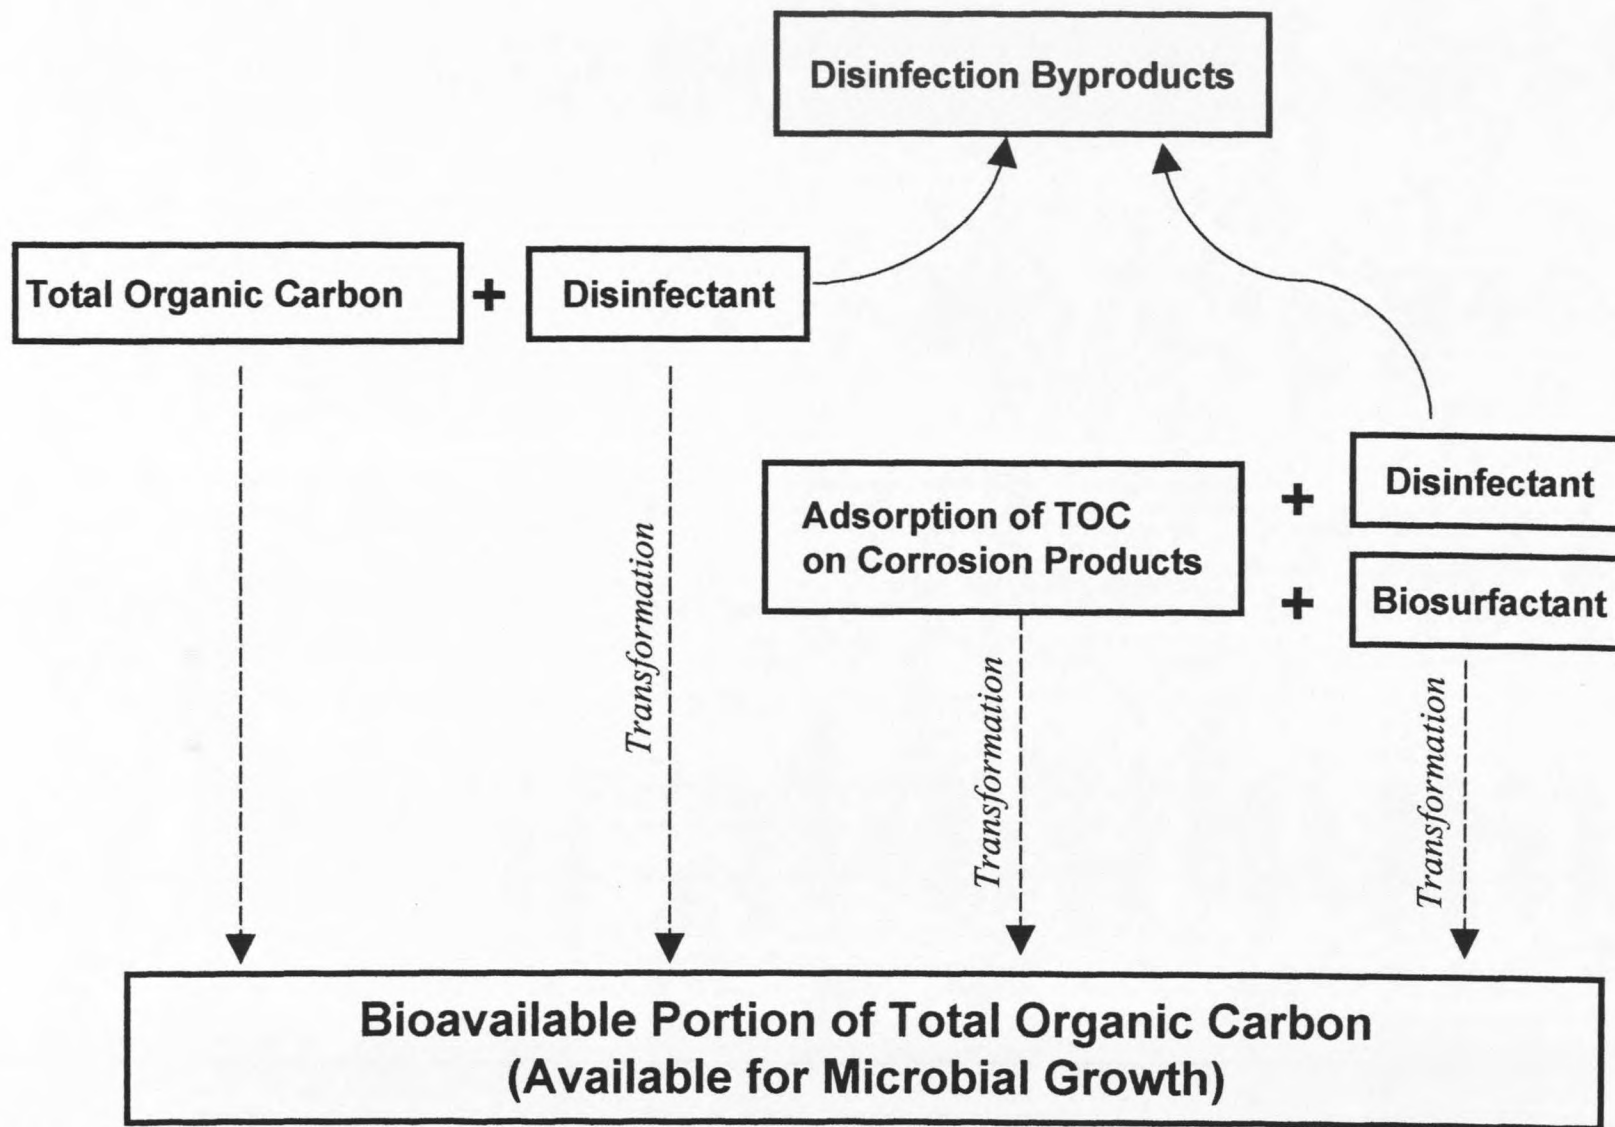 Disinfection Byproducts
Total Organic Carbon
+
Disinfectant
Adsorption of TOC
on Corrosion Products
+
Disinfectant
+
Biosurfactant
Transformation
Transformation
Transformation
Bioavailable Portion of Total Organic Carbon
(Available for Microbial Growth)